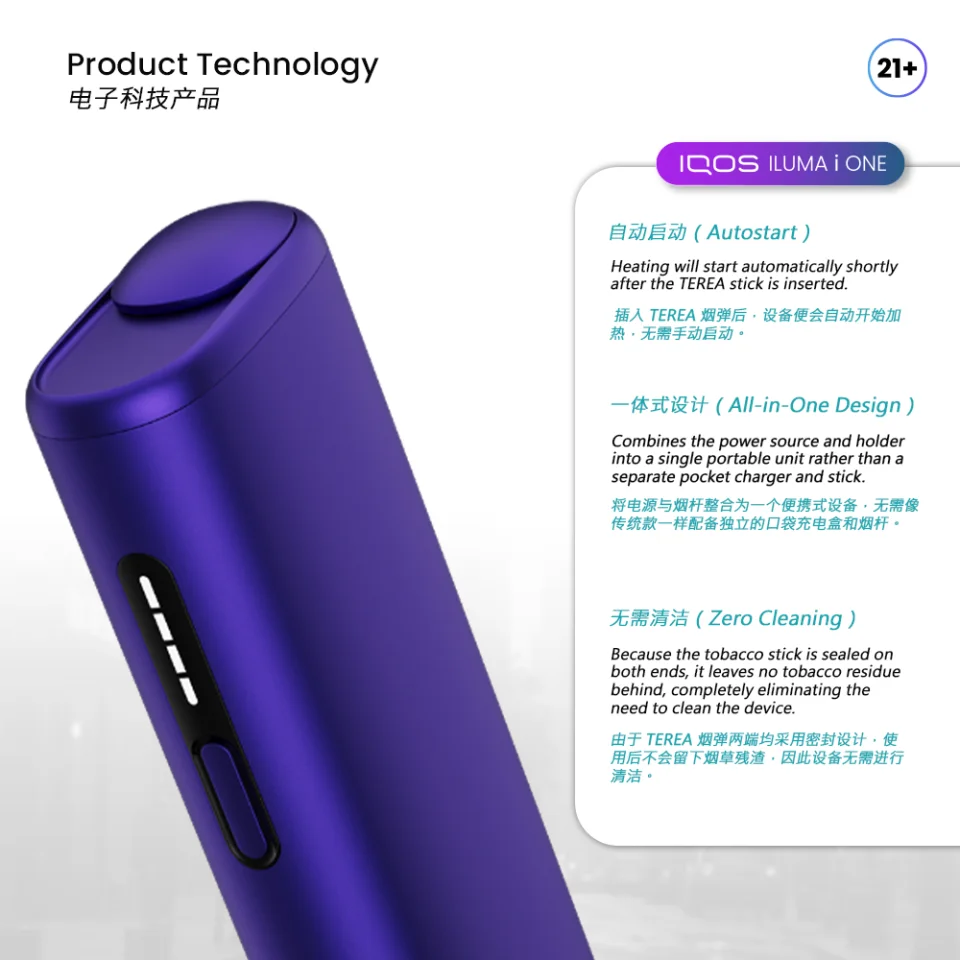 Product Technology
电子科技产品
21+
IQOS ILUMA i ONE
自动启动 ( Autostart )
Heating will start automatically shortly
after the TEREA stick is inserted.
插入 TEREA 烟弹后，设备便会自动开始加
热，无需手动启动。
一体式设计 ( All-in-One Design )
Combines the power source and holder
into a single portable unit rather than a
separate pocket charger and stick.
将电源与烟杆整合为一个便携式设备，无需像
传统款一样配备独立的口袋充电盒和烟杆。
无需清洁 ( Zero Cleaning )
Because the tobacco stick is sealed on
both ends, it leaves no tobacco residue
behind, completely eliminating the
need to clean the device.
由于 TEREA 烟弹两端均采用密封设计，使
用后不会留下烟草残渣，因此设备无需进行
清洁。